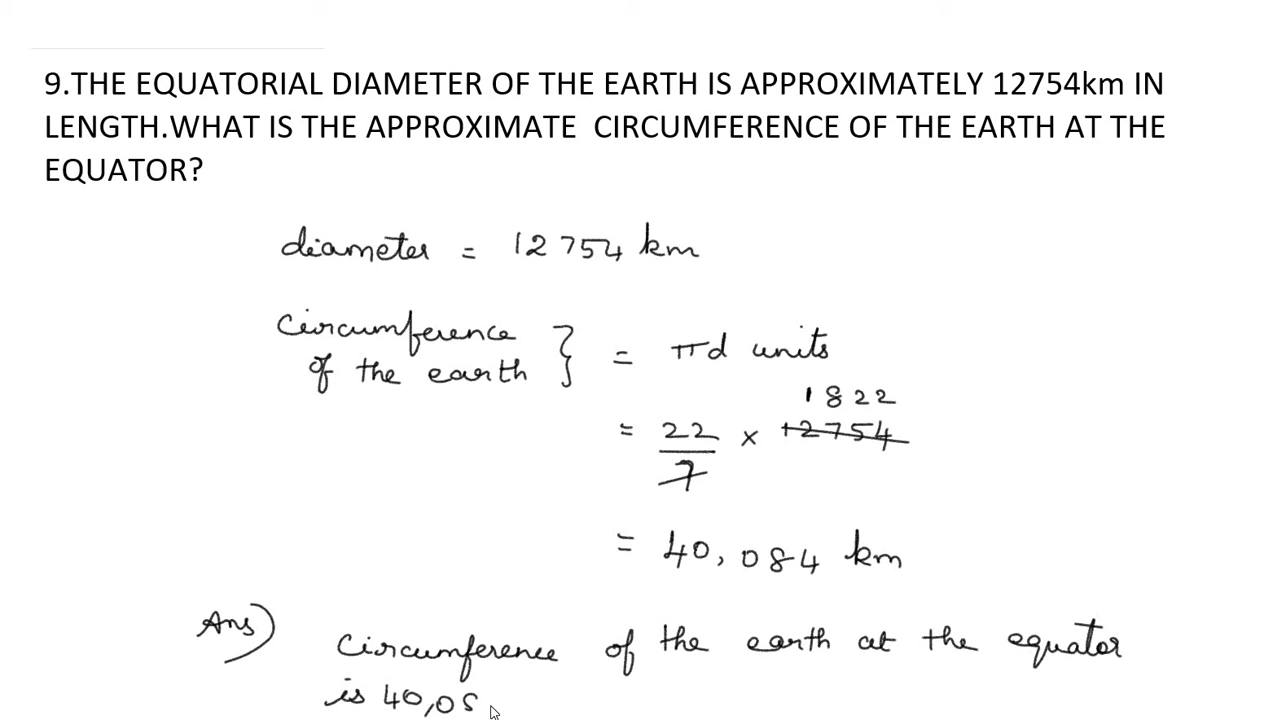 9.THE EQUATORIAL DIAMETER OF THE EARTH IS APPROXIMATELY 12754km IN
LENGTH.WHAT IS THE APPROXIMATE CIRCUMFERENCE OF THE EARTH AT THE
EQUATOR?
diameter = 12754 km
Circumference
of the earth } = πd units
1822
= 22/7 × 12754
= 40,084 km
Ans) Circumference of the earth at the equator
is 40,08